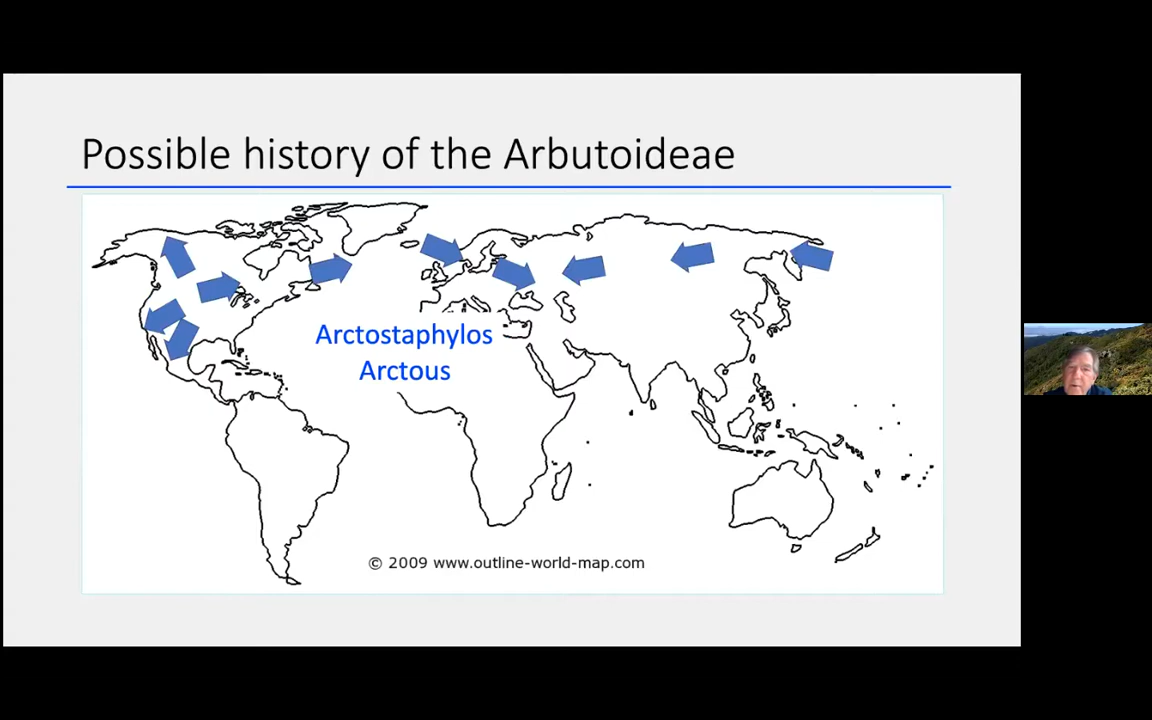 Possible history of the Arbutoideae
Arctostaphylos
Arctous
© 2009 www.outline-world-map.com